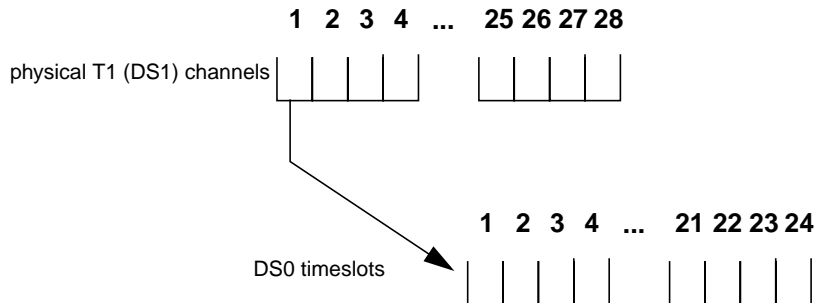 1 2 3 4 ... 25 26 27 28
physical T1 (DS1) channels
1 2 3 4 ... 21 22 23 24
DS0 timeslots